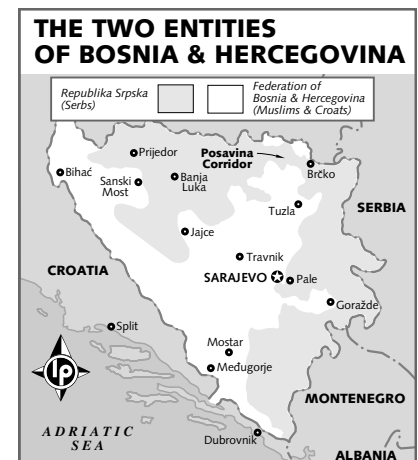 THE TWO ENTITIES
OF BOSNIA & HERCEGOVINA
Republika Srpska
(Serbs)
Federation of
Bosnia & Hercegovina
(Muslims & Croats)
Prijedor
Posavina
Corridor
Bihać
Sanski
Most
Banja
Luka
Brčko
Tuzla
SERBIA
Jajce
Travnik
CROATIA
SARAJEVO
Pale
Goražde
Split
Mostar
Međugorje
lp
MONTENEGRO
ADRIATIC
SEA
Dubrovnik
ALBANIA